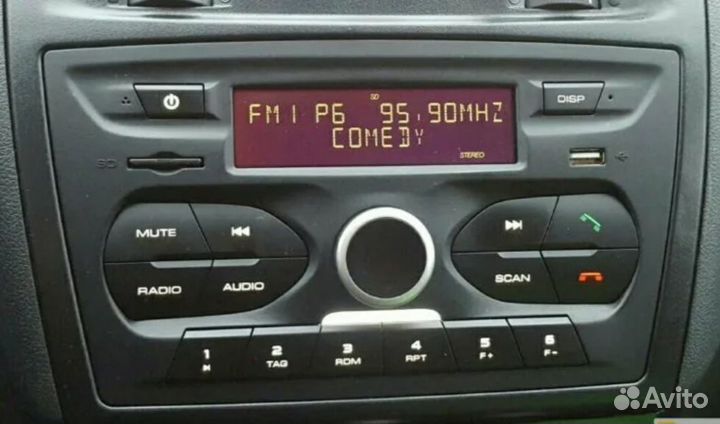 SD
FM1 P6 95.90MHZ
COMEDY
STEREO
DISP
SD
MUTE
RADIO
AUDIO
SCAN
1
2
TAG
3
RDM
4
RPT
5
F+
6
F-
Avito